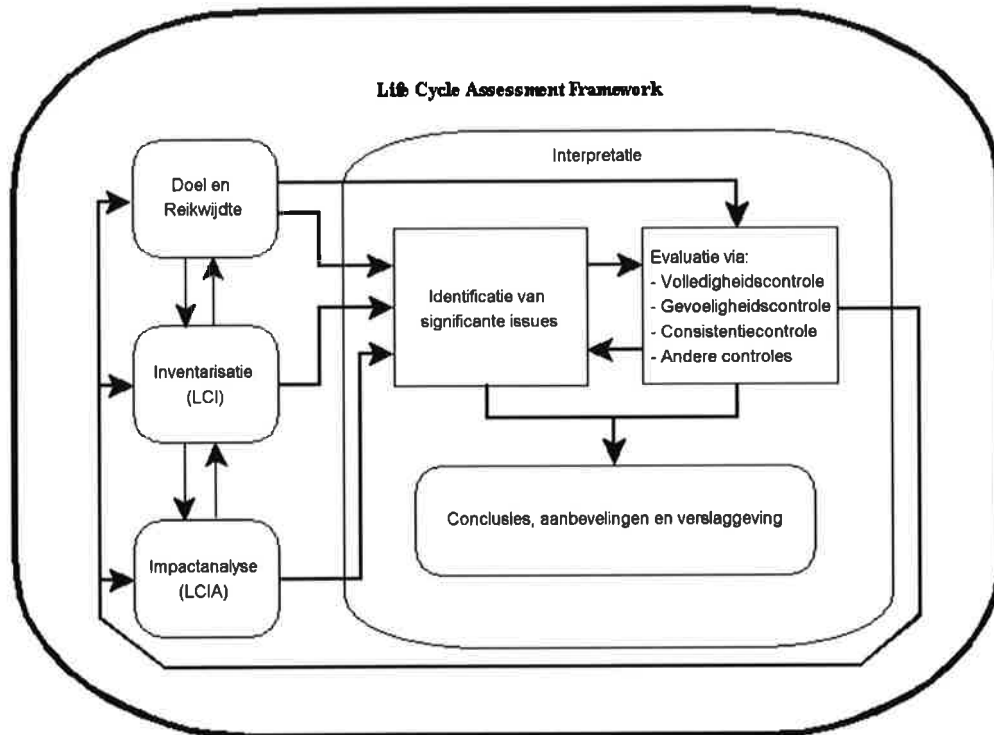 Life Cycle Assessment Framework
Interpretatie
Doel en
Reikwijdte
Inventarisatie
(LCI)
Impactanalyse
(LCIA)
Identificatie van
significante issues
Evaluatie via:
- Volledigheidscontrole
- Gevoeligheidscontrole
- Consistentiecontrole
- Andere controles
Conclusies, aanbevelingen en verslaggeving